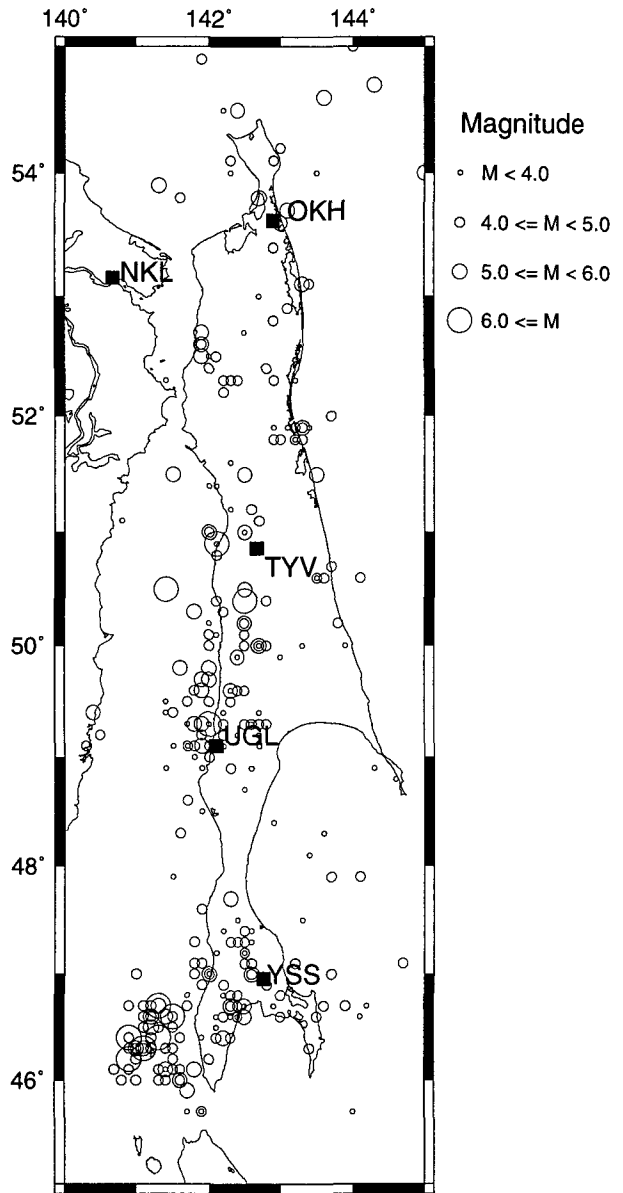 140° 142° 144°
Magnitude
54°
M < 4.0
OKH
4.0 <= M < 5.0
NKL
5.0 <= M < 6.0
6.0 <= M
52°
TYV
50°
UGL
48°
YSS
46°